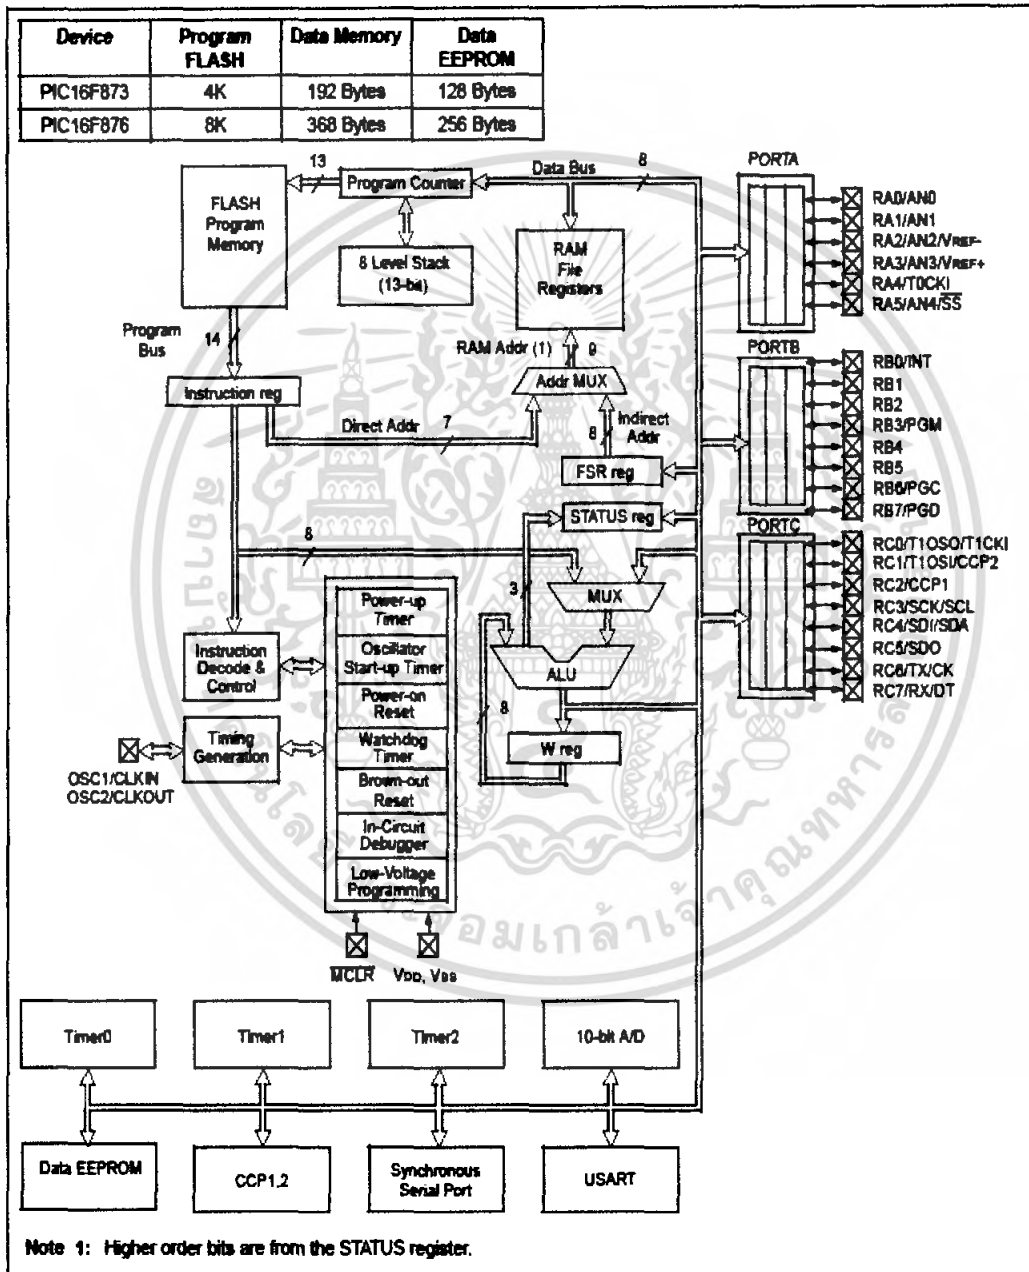 Device Program FLASH Data Memory Data EEPROM
PIC16F873 4K 192 Bytes 128 Bytes
PIC16F876 8K 368 Bytes 256 Bytes
FLASH
Program
Memory
13
Program Counter
8 Level Stack
(13-bit)
Data Bus
8
RAM
File
Registers
Program
Bus
14
RAM Addr (1)
9
Addr MUX
Instruction reg
Direct Addr
7
8
Indirect
Addr
FSR reg
STATUS reg
8
3
MUX
ALU
8
W reg
Power-up
Timer
Oscillator
Start-up Timer
Power-on
Reset
Watchdog
Timer
Brown-out
Reset
In-Circuit
Debugger
Low-Voltage
Programming
Instruction
Decode &
Control
Timing
Generation
OSC1/CLKIN
OSC2/CLKOUT
MCLR
VDD, VSS
PORTA
RA0/AN0
RA1/AN1
RA2/AN2/VREF-
RA3/AN3/VREF+
RA4/T0CKI
RA5/AN4/SS
PORTB
RB0/INT
RB1
RB2
RB3/PGM
RB4
RB5
RB6/PGC
RB7/PGD
PORTC
RC0/T1OSO/T1CKI
RC1/T1OSI/CCP2
RC2/CCP1
RC3/SCK/SCL
RC4/SDI/SDA
RC5/SDO
RC6/TX/CK
RC7/RX/DT
Timer0
Timer1
Timer2
10-bit A/D
Data EEPROM
CCP1,2
Synchronous
Serial Port
USART
Note 1: Higher order bits are from the STATUS register.